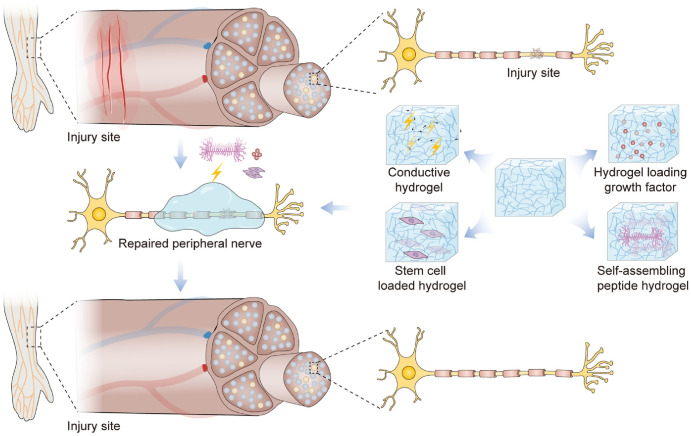 Injury site
Injury site
Conductive
hydrogel
Hydrogel loading
growth factor
Repaired peripheral nerve
Stem cell
loaded hydrogel
Self-assembling
peptide hydrogel
Injury site